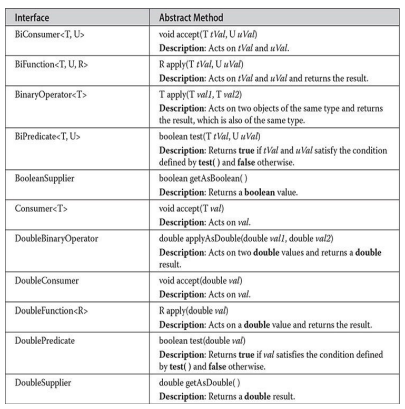 Interface Abstract Method
BiConsumer<T, U> void accept(T tVal, U uVal)
Description: Acts on tVal and uVal.
BiFunction<T, U, R> R apply(T tVal, U uVal)
Description: Acts on tVal and uVal and returns the result.
BinaryOperator<T> T apply(T val1, T val2)
Description: Acts on two objects of the same type and returns
the result, which is also of the same type.
BiPredicate<T, U> boolean test(T tVal, U uVal)
Description: Returns true if tVal and uVal satisfy the condition
defined by test( ) and false otherwise.
BooleanSupplier boolean getAsBoolean( )
Description: Returns a boolean value.
Consumer<T> void accept(T val)
Description: Acts on val.
DoubleBinaryOperator double applyAsDouble(double val1, double val2)
Description: Acts on two double values and returns a double
result.
DoubleConsumer void accept(double val)
Description: Acts on val.
DoubleFunction<R> R apply(double val)
Description: Acts on a double value and returns the result.
DoublePredicate boolean test(double val)
Description: Returns true if val satisfies the condition defined
by test( ) and false otherwise.
DoubleSupplier double getAsDouble( )
Description: Returns a double result.